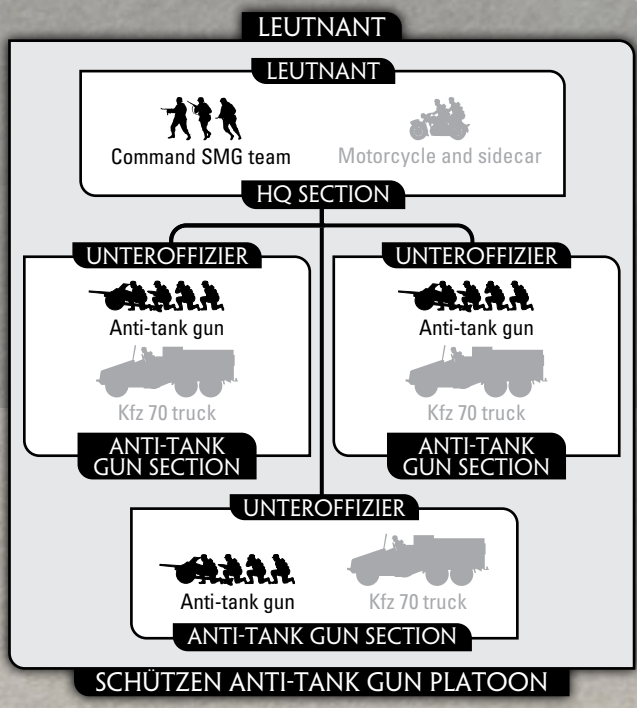 LEUTNANT
LEUTNANT
Command SMG team
Motorcycle and sidecar
HQ SECTION
UNTEROFFIZIER
Anti-tank gun
Kfz 70 truck
ANTI-TANK
GUN SECTION
UNTEROFFIZIER
Anti-tank gun
Kfz 70 truck
ANTI-TANK
GUN SECTION
UNTEROFFIZIER
Anti-tank gun
Kfz 70 truck
ANTI-TANK GUN SECTION
SCHÜTZEN ANTI-TANK GUN PLATOON